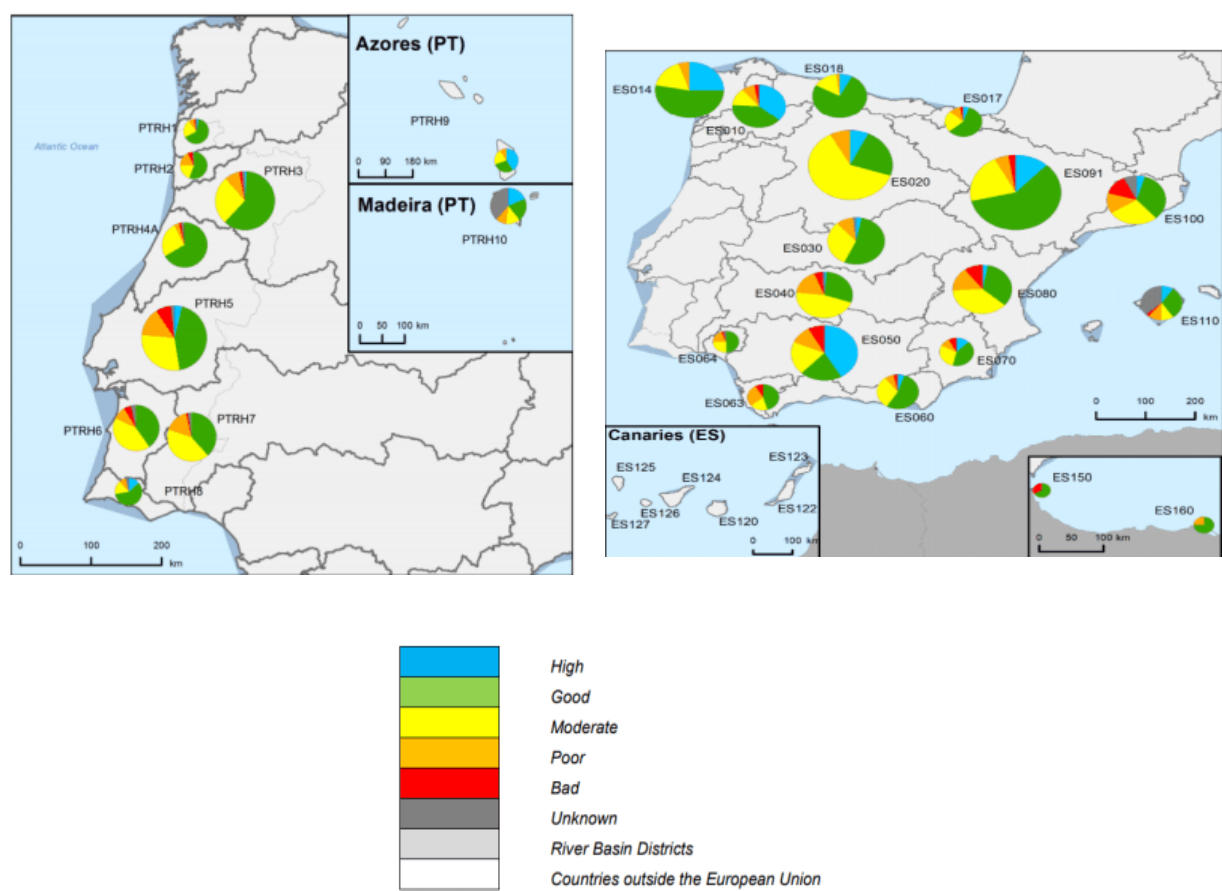 Azores (PT)
PTRH9
0 90 180 km
Madeira (PT)
PTRH10
0 50 100 km
Atlantic Ocean
PTRH1
PTRH2
PTRH3
PTRH4A
PTRH5
PTRH6
PTRH7
PTRH8
0 100 200
km
ES014
ES018
ES017
ES010
ES020
ES091
ES100
ES030
ES040
ES080
ES110
ES050
ES064
ES070
ES063
ES060
0 100 200
km
Canaries (ES)
ES123
ES125
ES124
ES126
ES127
ES120
ES122
0 100 km
ES150
ES160
0 50 100
km
High
Good
Moderate
Poor
Bad
Unknown
River Basin Districts
Countries outside the European Union